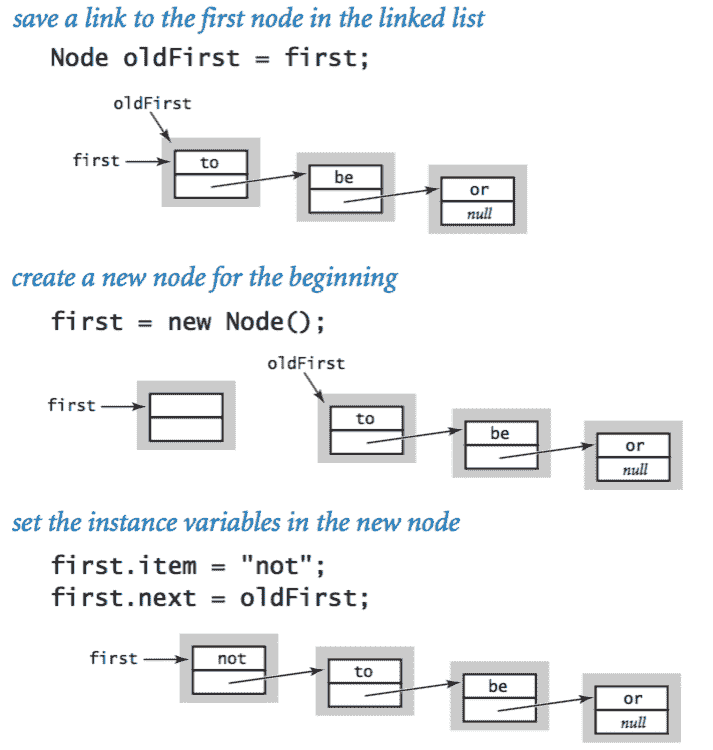 save a link to the first node in the linked list
Node oldFirst = first;
oldFirst
first
to
be
or
null
create a new node for the beginning
first = new Node();
oldFirst
first
to
be
or
null
set the instance variables in the new node
first.item = "not";
first.next = oldFirst;
first
not
to
be
or
null